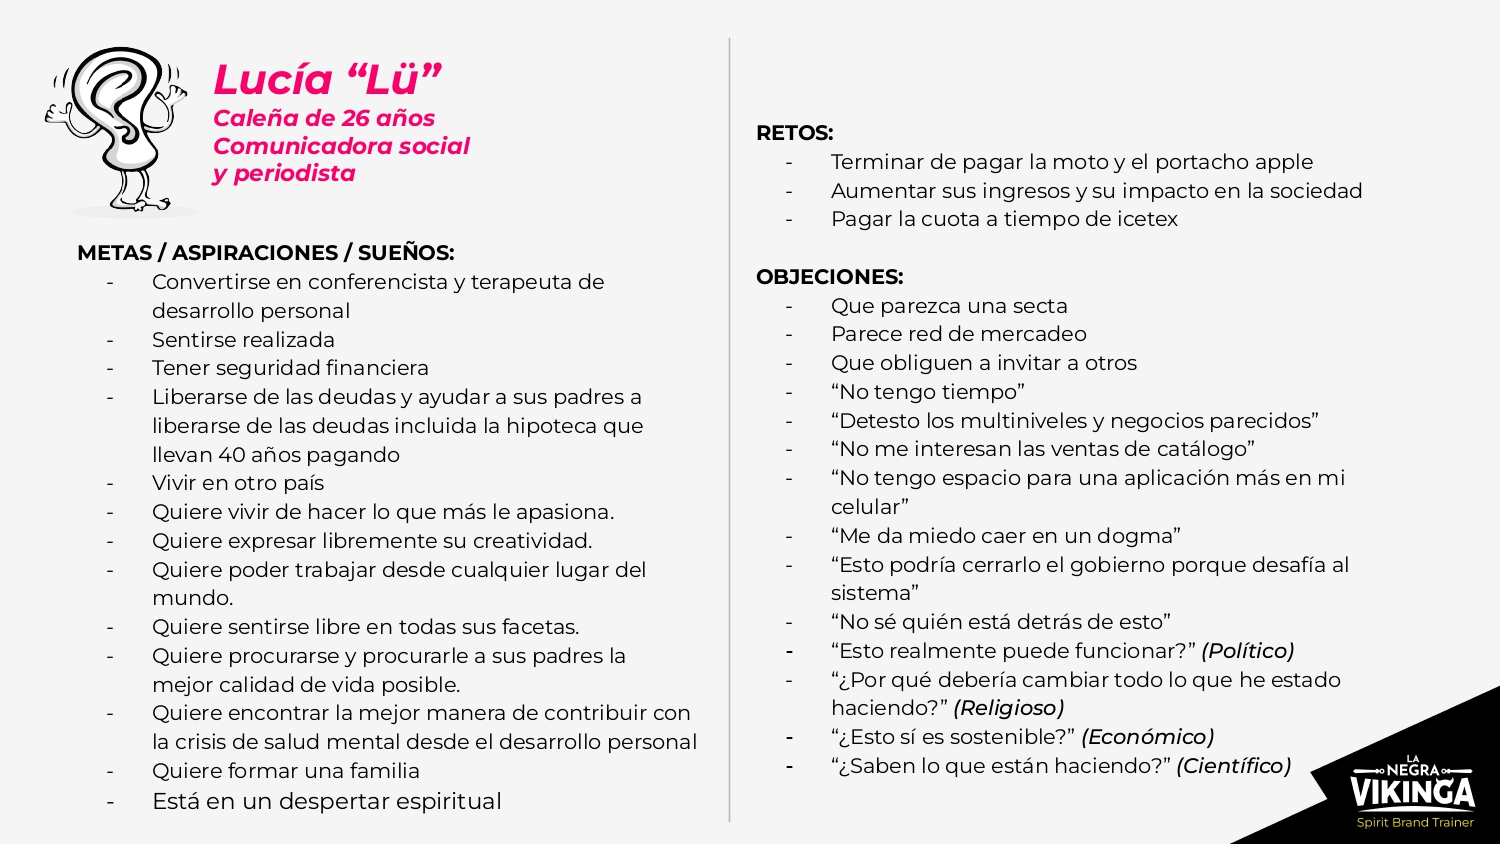 Lucía “Lü”
Caleña de 26 años
Comunicadora social
y periodista
METAS / ASPIRACIONES / SUEÑOS:
- Convertirse en conferencista y terapeuta de
desarrollo personal
- Sentirse realizada
- Tener seguridad financiera
- Liberarse de las deudas y ayudar a sus padres a
liberarse de las deudas incluida la hipoteca que
llevan 40 años pagando
- Vivir en otro país
- Quiere vivir de hacer lo que más le apasiona.
- Quiere expresar libremente su creatividad.
- Quiere poder trabajar desde cualquier lugar del
mundo.
- Quiere sentirse libre en todas sus facetas.
- Quiere procurarse y procurarle a sus padres la
mejor calidad de vida posible.
- Quiere encontrar la mejor manera de contribuir con
la crisis de salud mental desde el desarrollo personal
- Quiere formar una familia
- Está en un despertar espiritual
RETOS:
- Terminar de pagar la moto y el portacho apple
- Aumentar sus ingresos y su impacto en la sociedad
- Pagar la cuota a tiempo de icetex
OBJECIONES:
- Que parezca una secta
- Parece red de mercadeo
- Que obliguen a invitar a otros
- “No tengo tiempo”
- “Detesto los multiniveles y negocios parecidos”
- “No me interesan las ventas de catálogo”
- “No tengo espacio para una aplicación más en mi
celular”
- “Me da miedo caer en un dogma”
- “Esto podría cerrarlo el gobierno porque desafía al
sistema”
- “No sé quién está detrás de esto”
- “Esto realmente puede funcionar?” (Político)
- “¿Por qué debería cambiar todo lo que he estado
haciendo?” (Religioso)
- “¿Esto sí es sostenible?” (Económico)
- “¿Saben lo que están haciendo?” (Científico)
LA
NEGRA
VIKINGA
Spirit Brand Trainer